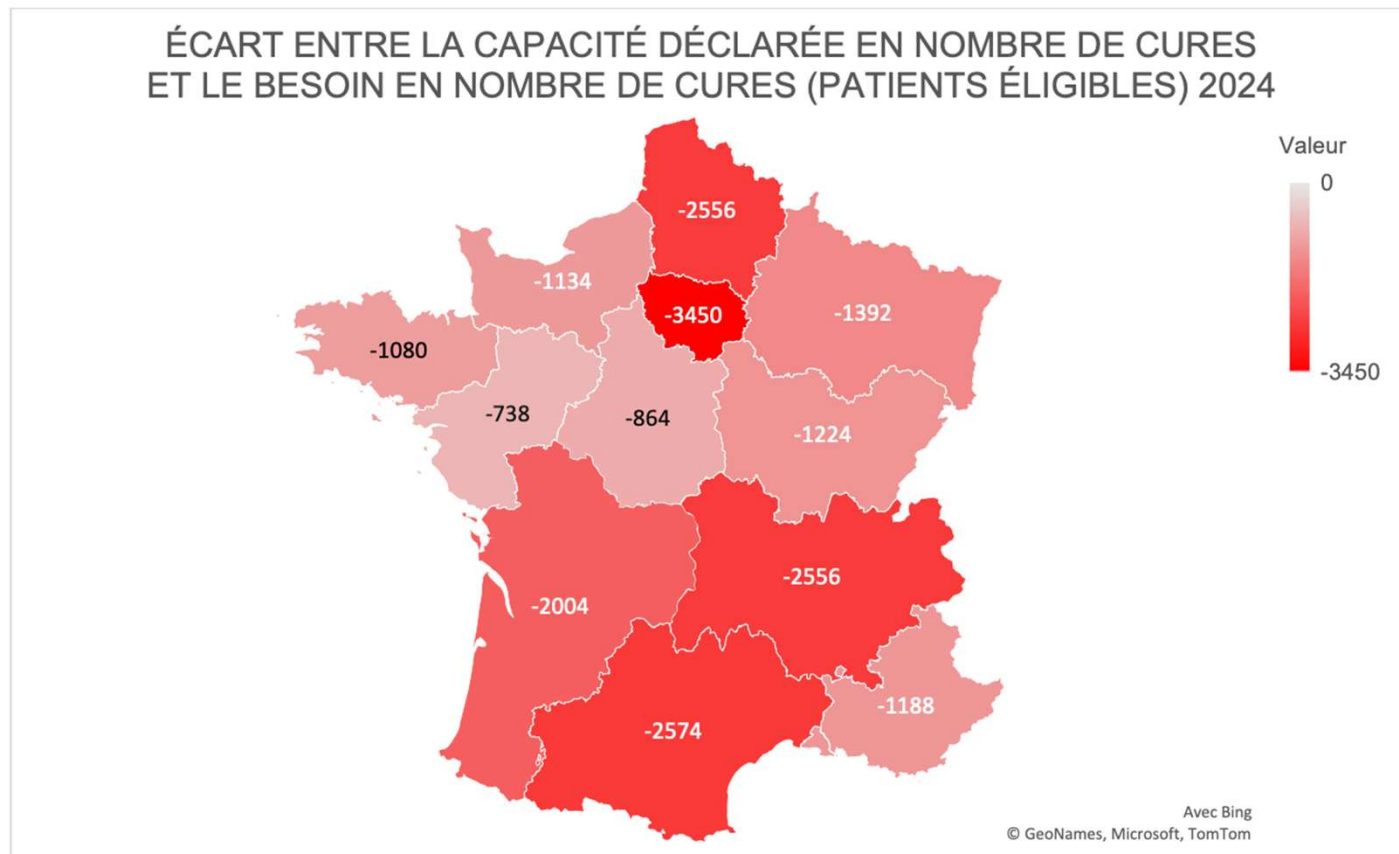 ÉCART ENTRE LA CAPACITÉ DÉCLARÉE EN NOMBRE DE CURES
ET LE BESOIN EN NOMBRE DE CURES (PATIENTS ÉLIGIBLES) 2024
Valeur
0
-3450
-2556
-1134
-3450
-1392
-1080
-738
-864
-1224
-2556
-2004
-1188
-2574
Avec Bing
© GeoNames, Microsoft, TomTom